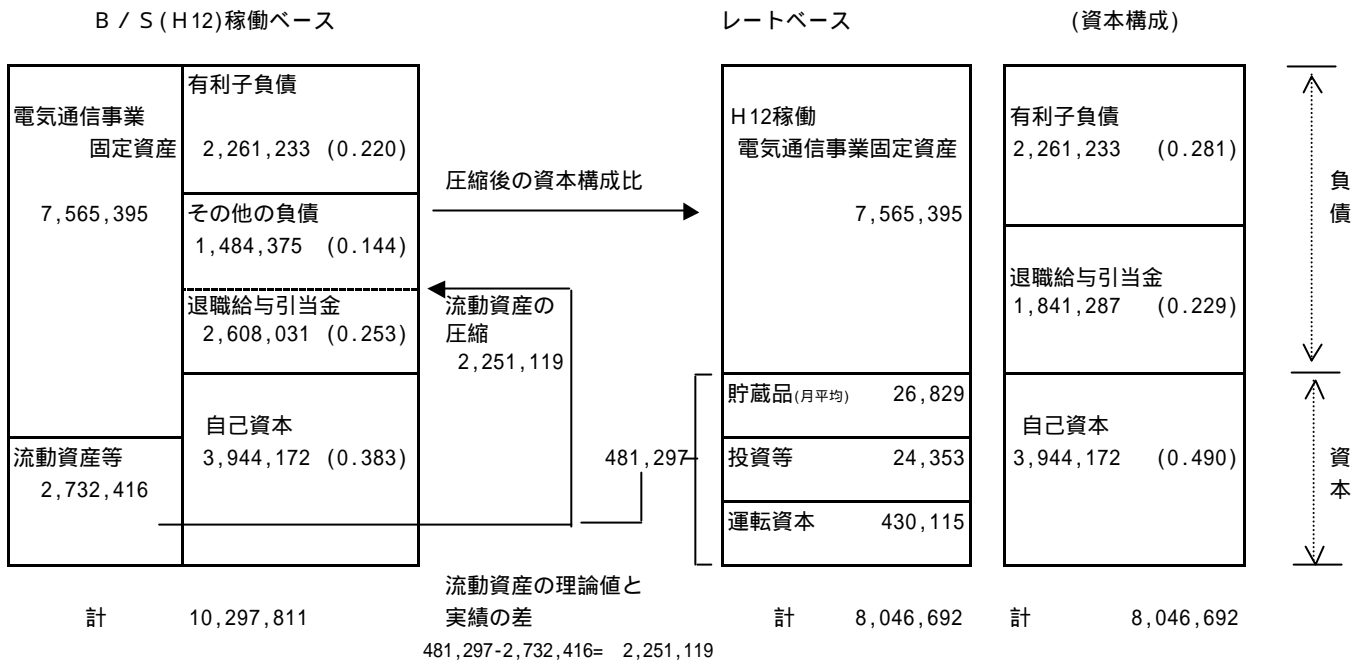 B / S(H12)稼働ベース
電気通信事業
固定資産
7,565,395
流動資産等
2,732,416
有利子負債
2,261,233 (0.220)
その他の負債
1,484,375 (0.144)
退職給与引当金
2,608,031 (0.253)
自己資本
3,944,172 (0.383)
計 10,297,811
圧縮後の資本構成比
流動資産の
圧縮
2,251,119
481,297
流動資産の理論値と
実績の差
481,297-2,732,416= 2,251,119
レートベース
H12稼働
電気通信事業固定資産
7,565,395
貯蔵品(月平均) 26,829
投資等 24,353
運転資本 430,115
計 8,046,692
(資本構成)
有利子負債
2,261,233 (0.281)
退職給与引当金
1,841,287 (0.229)
自己資本
3,944,172 (0.490)
計 8,046,692
負
債
資
本